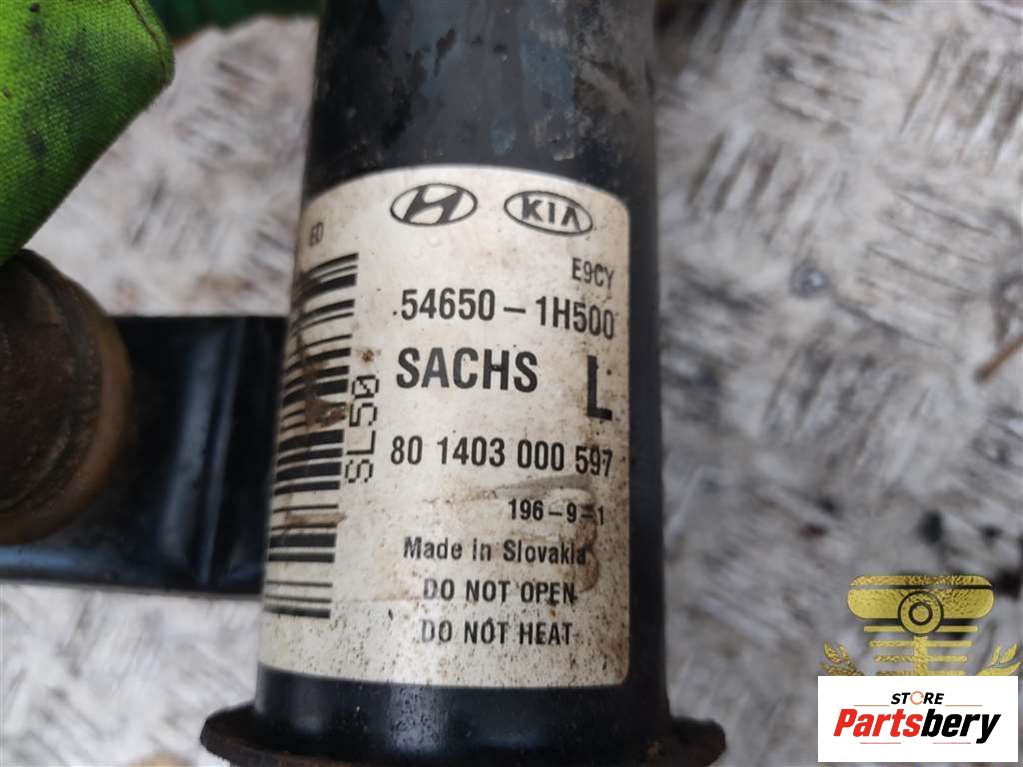 KIA
ED
E9CY
54650-1H500
SACHS L
SL50
80 1403 000 597
196-9-1
Made in Slovakia
DO NOT OPEN
DO NOT HEAT
STORE
Partsbery